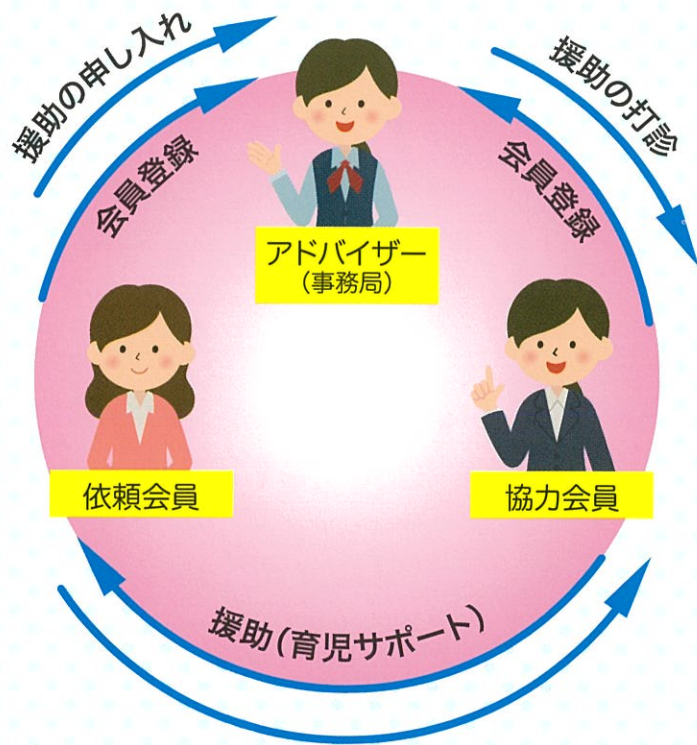 援助の申し入れ
会員登録
援助の打診
会員登録
アドバイザー
(事務局)
依頼会員
協力会員
援助(育児サポート)